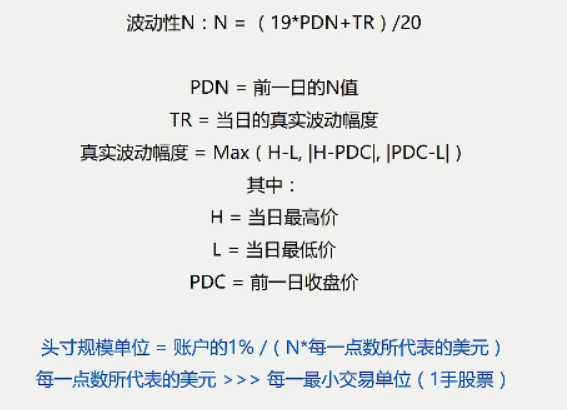 波动性N：N = （19*PDN+TR）/20
PDN = 前一日的N值
TR = 当日的真实波动幅度
真实波动幅度 = Max（H-L, |H-PDC|, |PDC-L|）
其中：
H = 当日最高价
L = 当日最低价
PDC = 前一日收盘价
头寸规模单位 = 账户的1% /（N*每一点数所代表的美元）
每一点数所代表的美元 >>> 每一最小交易单位（1手股票）